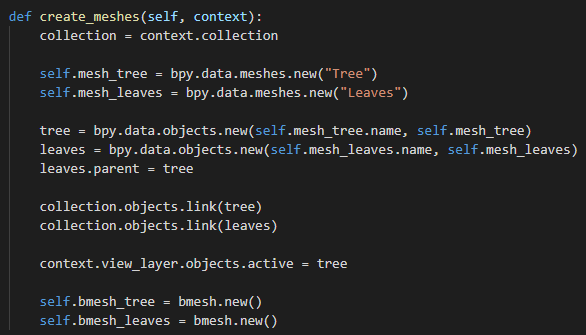 def create_meshes(self, context):
    collection = context.collection

    self.mesh_tree = bpy.data.meshes.new("Tree")
    self.mesh_leaves = bpy.data.meshes.new("Leaves")

    tree = bpy.data.objects.new(self.mesh_tree.name, self.mesh_tree)
    leaves = bpy.data.objects.new(self.mesh_leaves.name, self.mesh_leaves)
    leaves.parent = tree

    collection.objects.link(tree)
    collection.objects.link(leaves)

    context.view_layer.objects.active = tree

    self.bmesh_tree = bmesh.new()
    self.bmesh_leaves = bmesh.new()